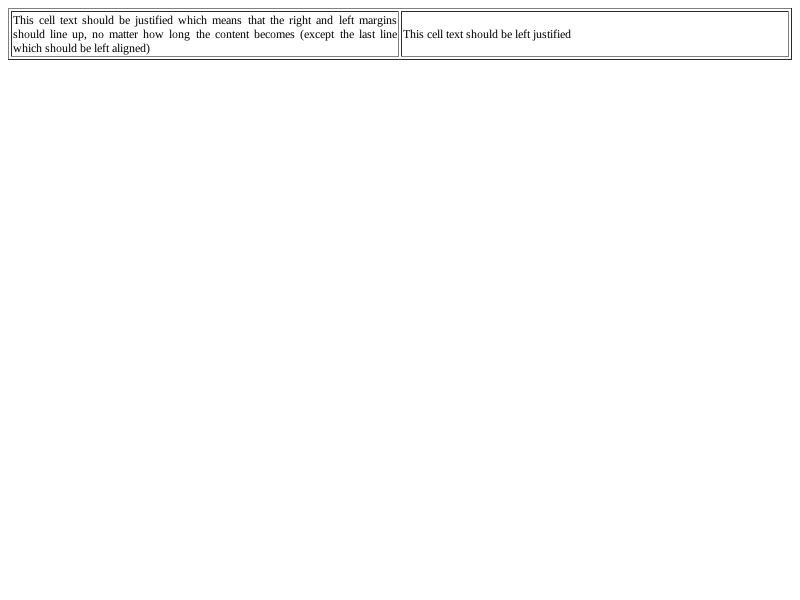 This cell text should be justified which means that the right and left margins
should line up, no matter how long the content becomes (except the last line
which should be left aligned)
This cell text should be left justified